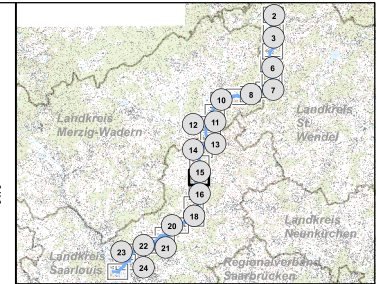 2
3
6
7
8
10
11
12
13
14
15
16
18
20
21
22
23
24
Landkreis
Merzig-Wadern
Landkreis
St.
Wendel
Landkreis
Neunkirchen
Landkreis
Saarlouis
Regionalverband
Saarbrücken